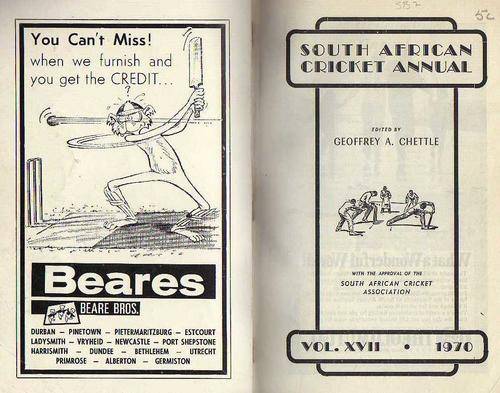 You Can't Miss!
when we furnish and
you get the CREDIT...
?
Beares
BEARE BROS.
DURBAN – PINETOWN – PIETERMARITZBURG – ESTCOURT
LADYSMITH – VRYHEID – NEWCASTLE – PORT SHEPSTONE
HARRISMITH – DUNDEE – BETHLEHEM – UTRECHT
PRIMROSE – ALBERTON – GERMISTON
SOUTH AFRICAN
CRICKET ANNUAL
EDITED BY
GEOFFREY A. CHETTLE
WITH THE APPROVAL OF THE
SOUTH AFRICAN CRICKET
ASSOCIATION
VOL. XVII • 1970